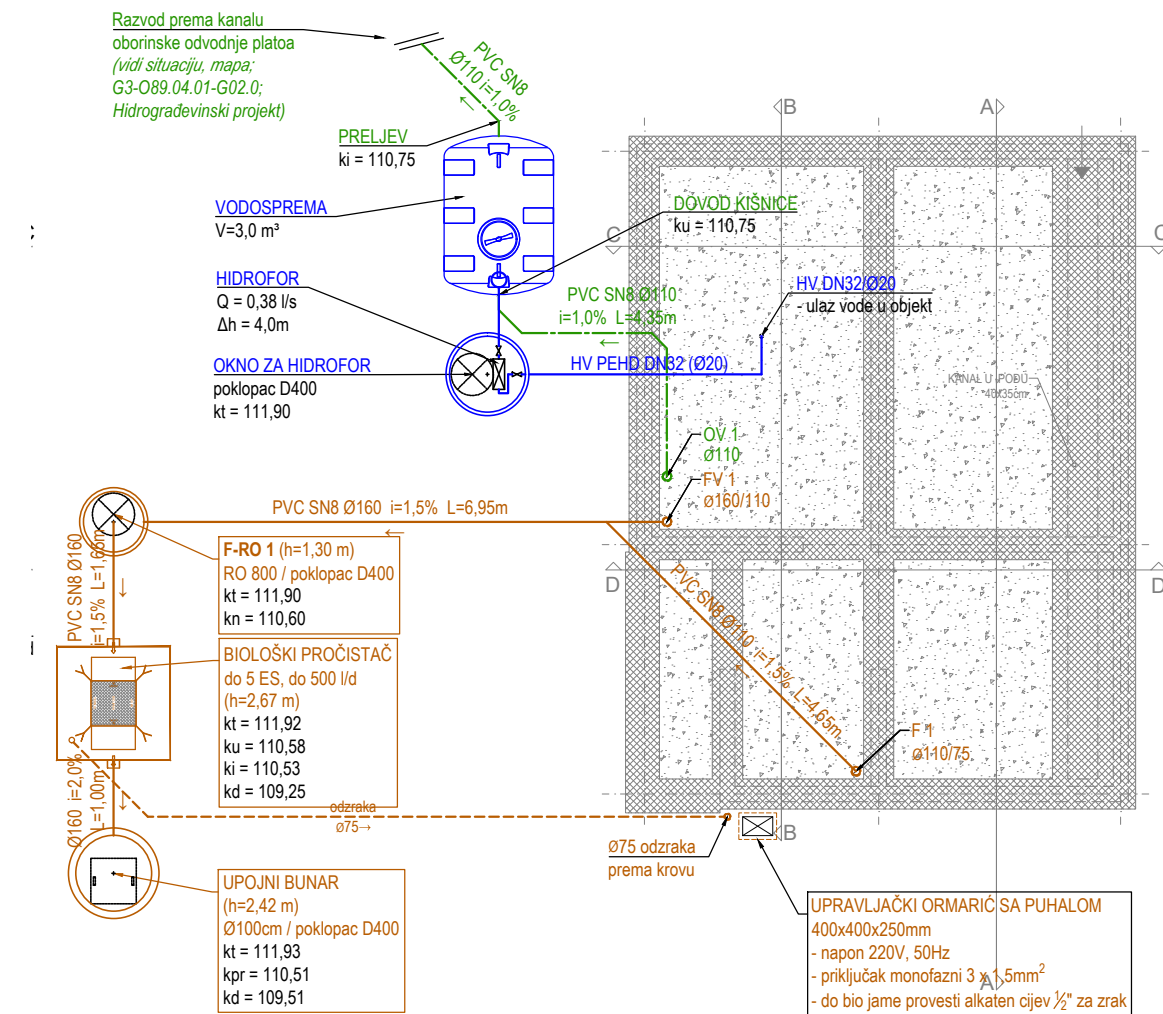 Razvod prema kanalu
oborinske odvodnje platoa
(vidi situaciju, mapa;
G3-O89.04.01-G02.0;
Hidrograđevinski projekt)
PVC SN8
Ø110 i=1,0%
←
PRELJEV
ki = 110,75
VODOSPREMA
V=3,0 m³
HIDROFOR
Q = 0,38 l/s
Δh = 4,0m
OKNO ZA HIDROFOR
poklopac D400
kt = 111,90
DOVOD KIŠNICE
ku = 110,75
PVC SN8 Ø110
i=1,0% L=4,35m
←
HV DN32/Ø20
- ulaz vode u objekt
HV PEHD DN32 (Ø20)
B
A
C
C
KANAL U PODU
40x35cm
OV 1
Ø110
FV 1
Ø160/110
PVC SN8 Ø160 i=1,5% L=6,95m
←
F-RO 1 (h=1,30 m)
RO 800 / poklopac D400
kt = 111,90
kn = 110,60
PVC SN8 Ø160
i=1,5% L=1,65m
BIOLOŠKI PROČISTAČ
do 5 ES, do 500 l/d
(h=2,67 m)
kt = 111,92
ku = 110,58
ki = 110,53
kd = 109,25
D
D
PVC SN8 Ø110 i=1,5% L=4,65m
F 1
Ø110/75
Ø160 i=2,0%
L=1,00m
odzraka
Ø75→
Ø75 odzraka
prema krovu
B
UPOJNI BUNAR
(h=2,42 m)
Ø100cm / poklopac D400
kt = 111,93
kpr = 110,51
kd = 109,51
UPRAVLJAČKI ORMARIĆ SA PUHALOM
400x400x250mm
- napon 220V, 50Hz
- priključak monofazni 3 x 1,5mm²
- do bio jame provesti alkaten cijev ½" za zrak
A